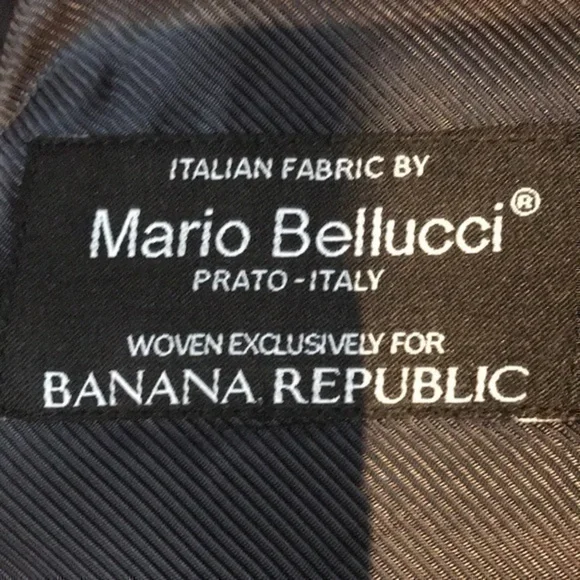 ITALIAN FABRIC BY
Mario Bellucci®
PRATO-ITALY
WOVEN EXCLUSIVELY FOR
BANANA REPUBLIC